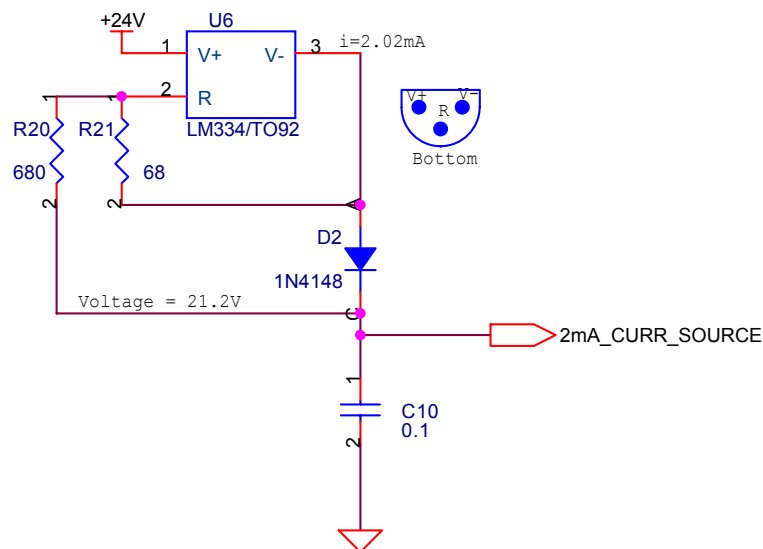 +24V
U6
i=2.02mA
1
V+
V-
3
2
R
LM334/TO92
V+
V-
R
Bottom
1
1
R20
R21
680
68
2
2
A
D2
1N4148
Voltage = 21.2V
C
2mA_CURR_SOURCE
1
C10
0.1
2